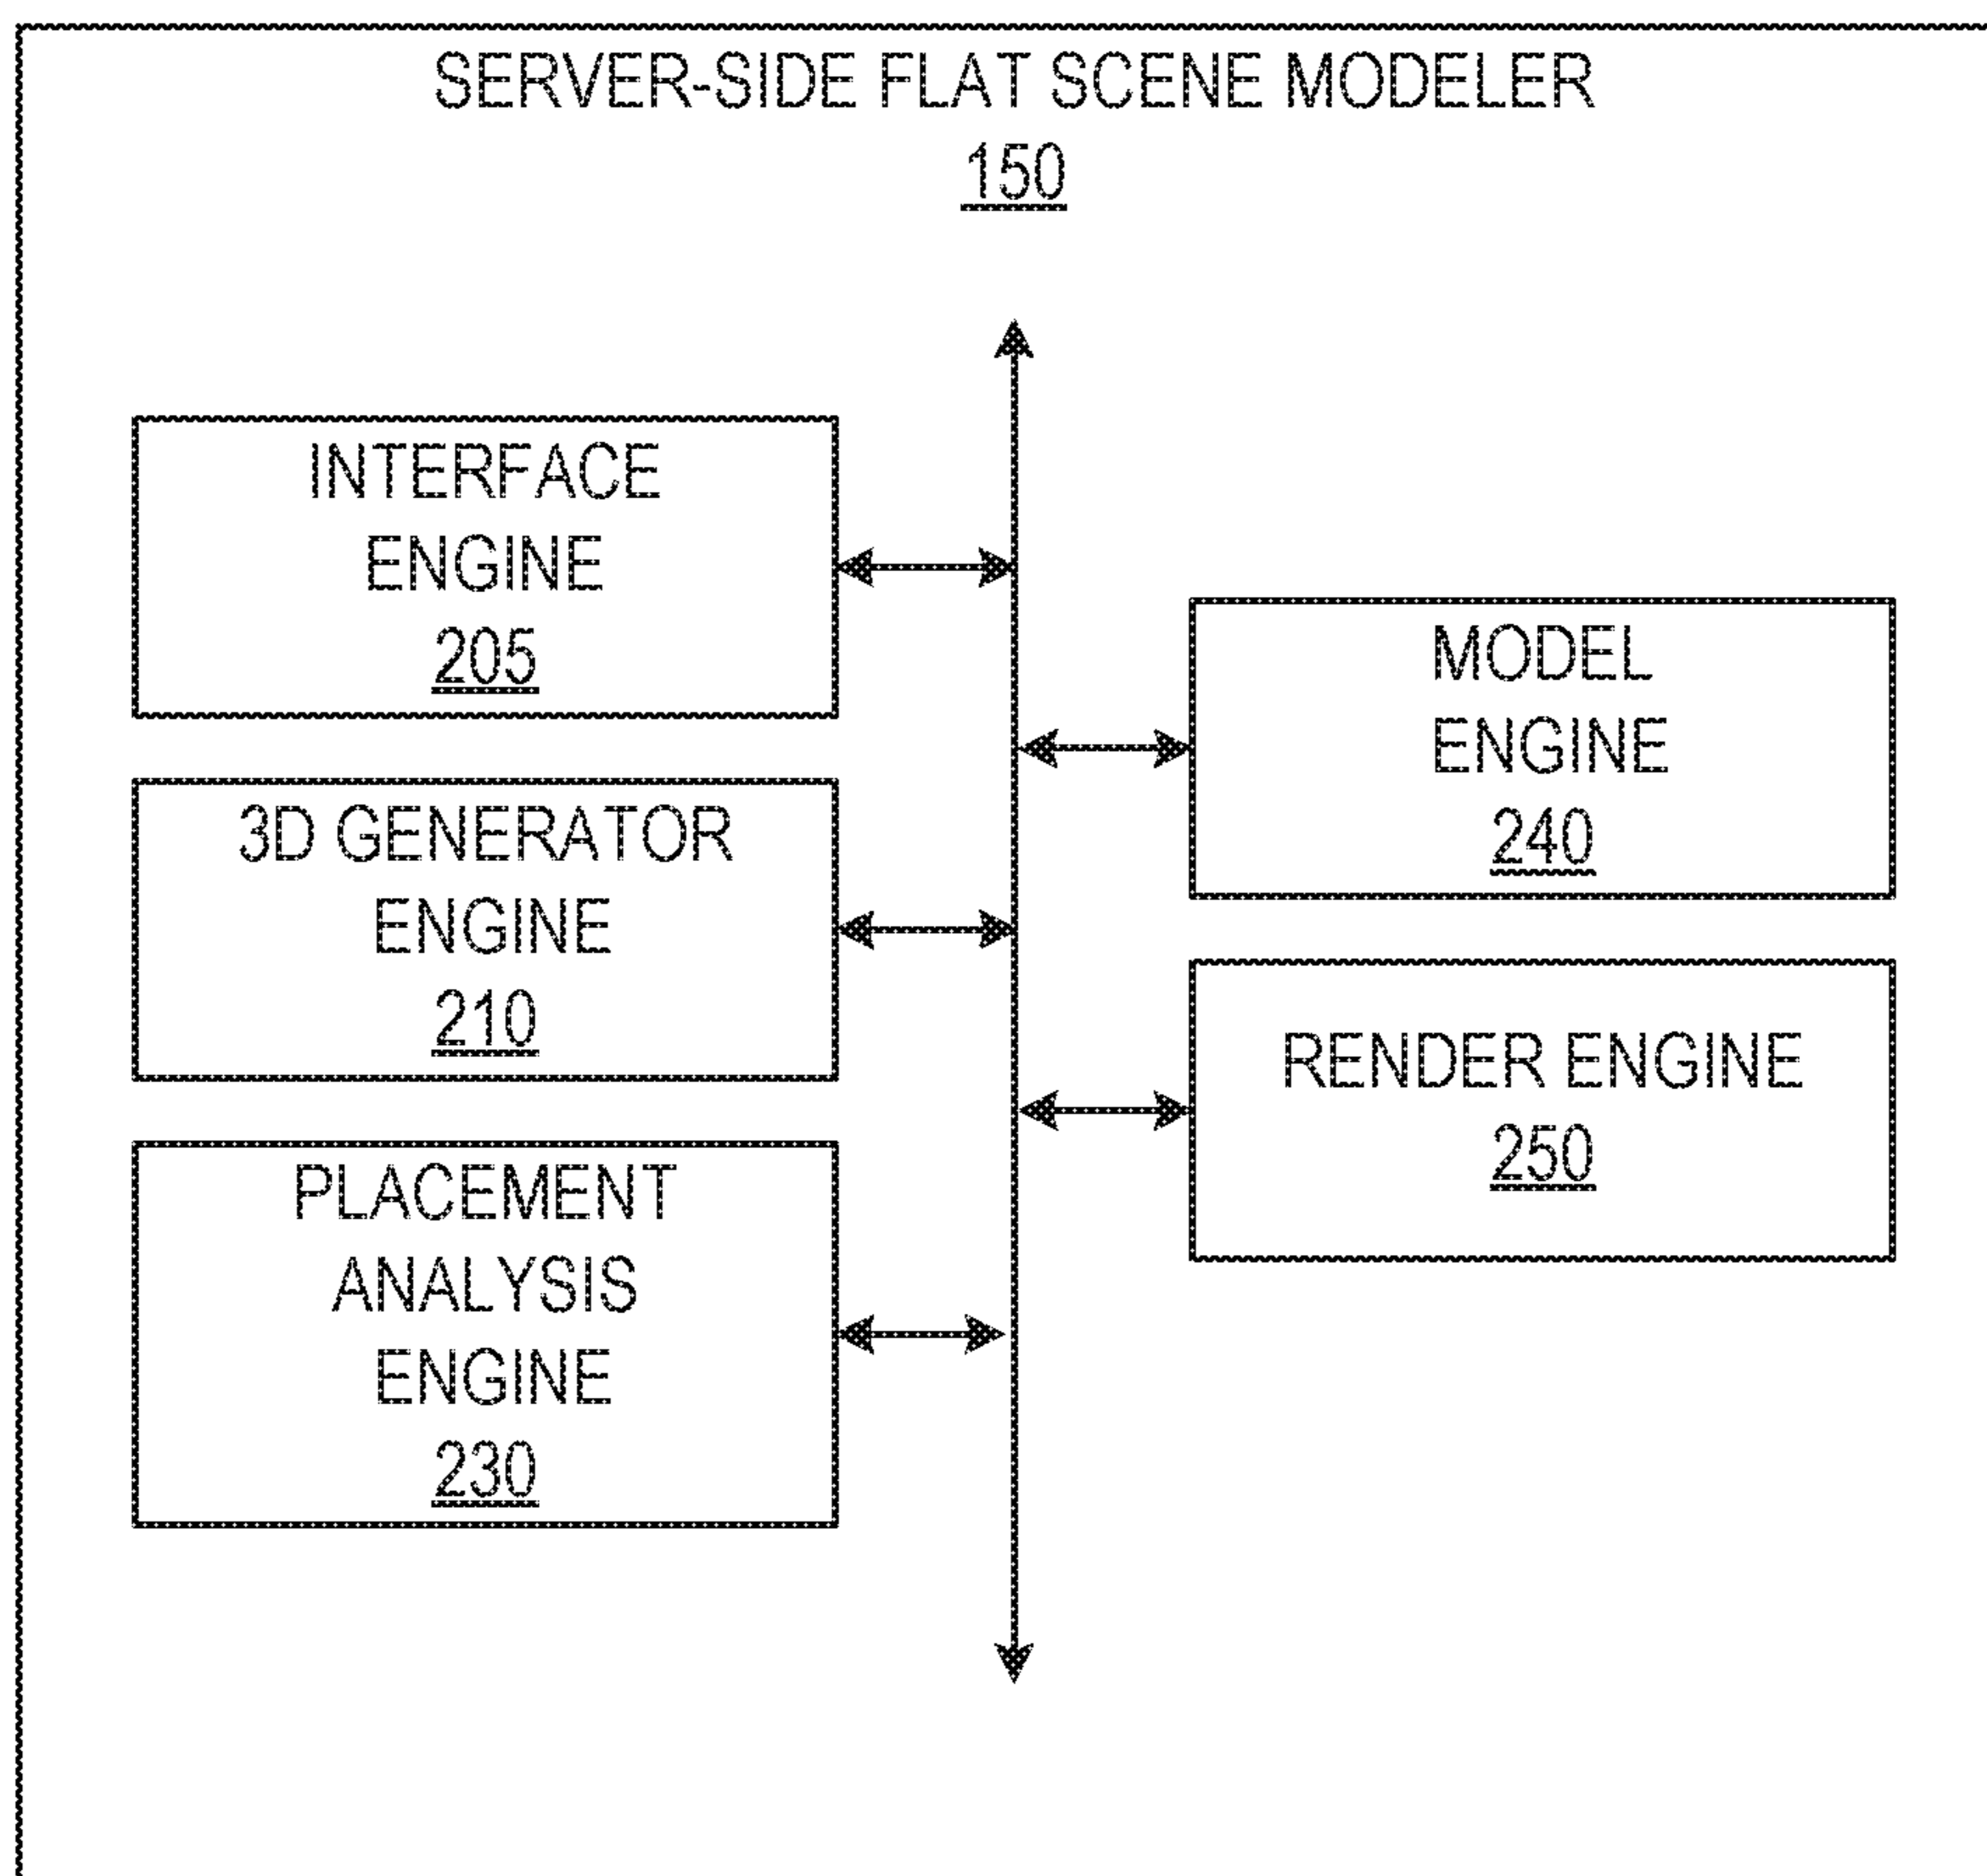 SERVER-SIDE FLAT SCENE MODELER
150
INTERFACE
ENGINE
205
3D GENERATOR
ENGINE
210
PLACEMENT
ANALYSIS
ENGINE
230
MODEL
ENGINE
240
RENDER ENGINE
250